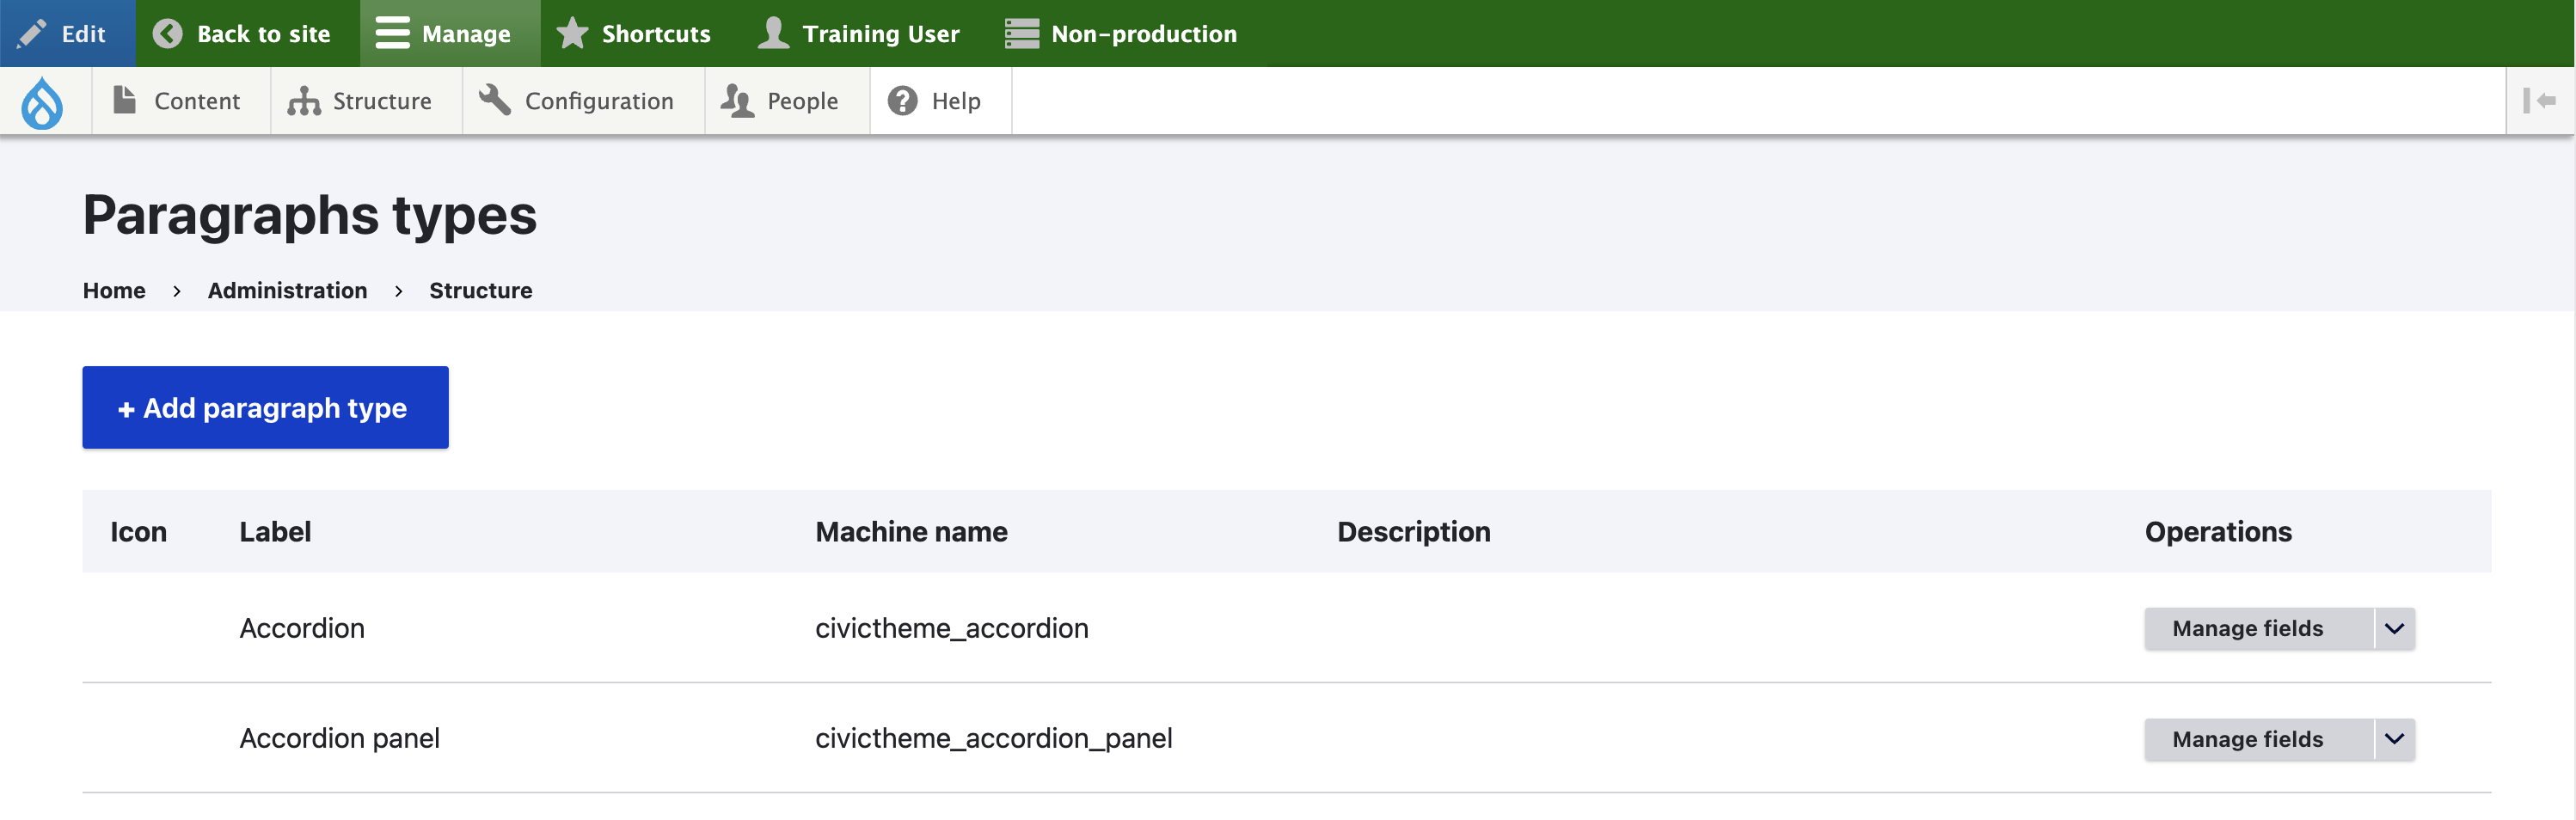 Edit Back to site Manage Shortcuts Training User Non-production
Content Structure Configuration People Help
Paragraphs types
Home > Administration > Structure
+ Add paragraph type
Icon Label Machine name Description Operations
Accordion civictheme_accordion Manage fields
Accordion panel civictheme_accordion_panel Manage fields